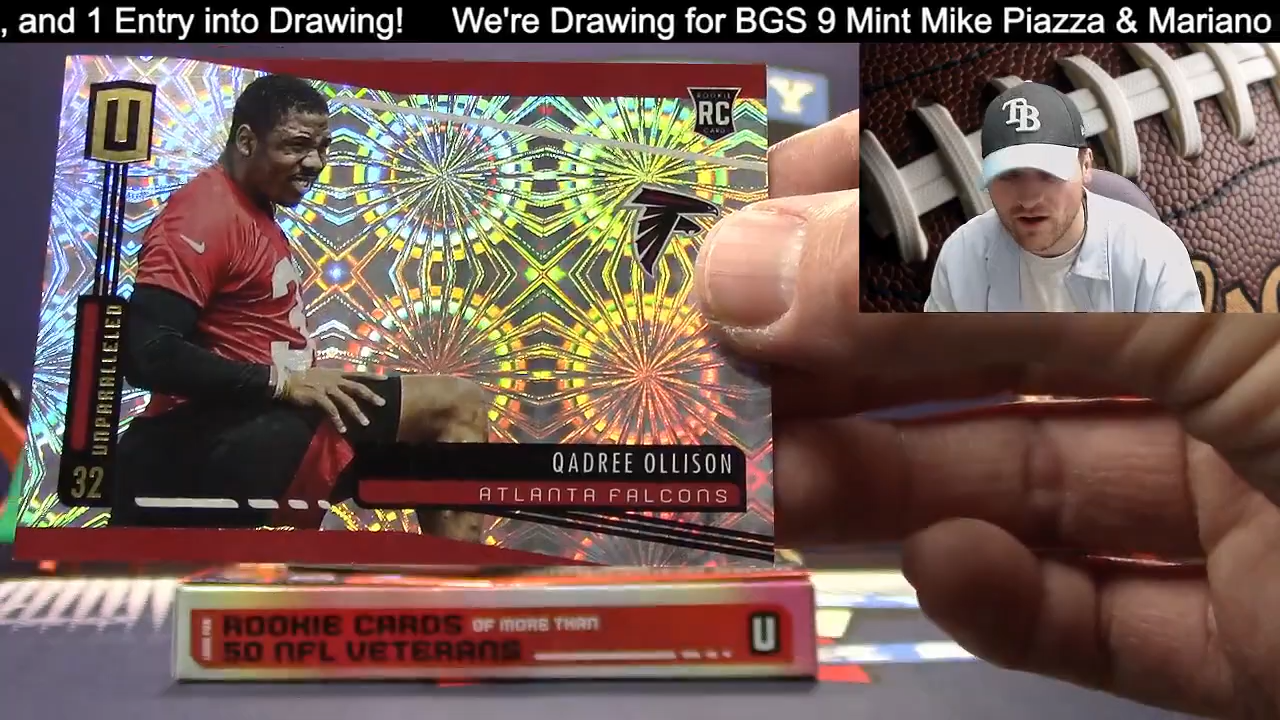 , and 1 Entry into Drawing! We're Drawing for BGS 9 Mint Mike Piazza & Mariano
U
ROOKIE
RC
CARD
TB
Y
3
UNPARALLELED
32
QADREE OLLISON
ATLANTA FALCONS
ROOKIE CARDS OF MORE THAN
50 NFL VETERANS
U